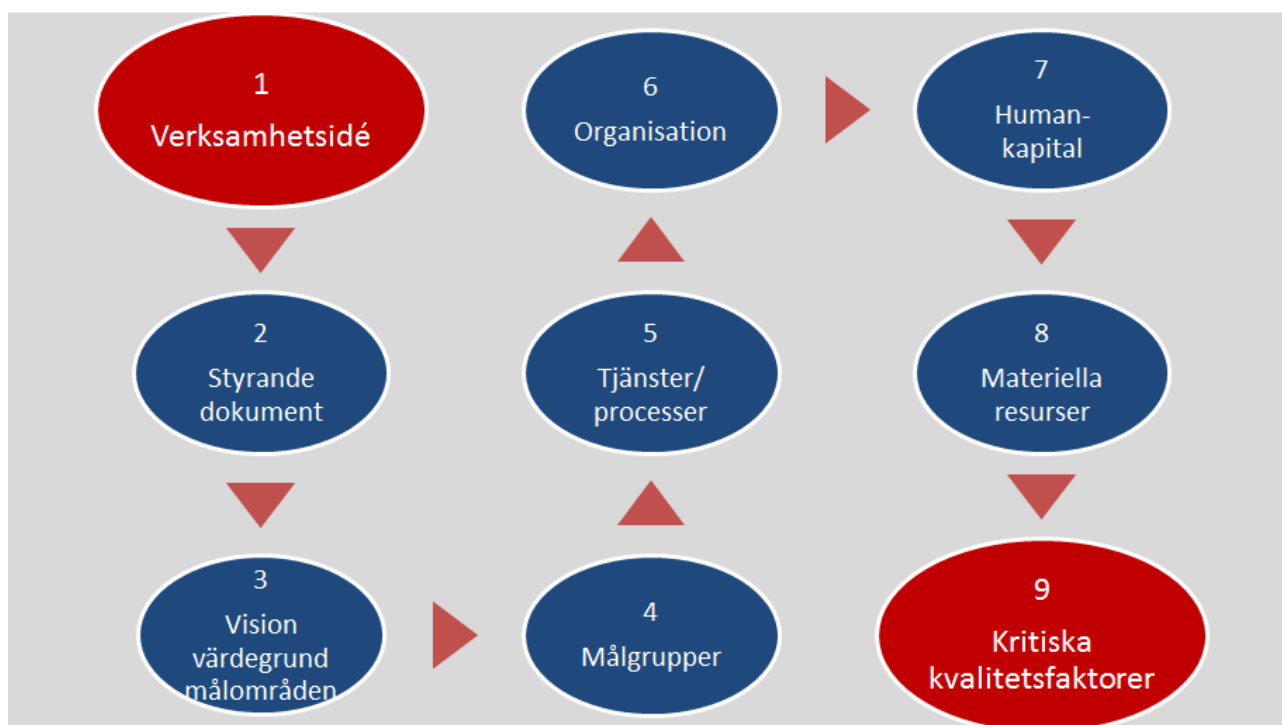 1
Verksamhetsidé
2
Styrande
dokument
3
Vision
värdegrund
målområden
4
Målgrupper
5
Tjänster/
processer
6
Organisation
7
Human-
kapital
8
Materiella
resurser
9
Kritiska
kvalitetsfaktorer